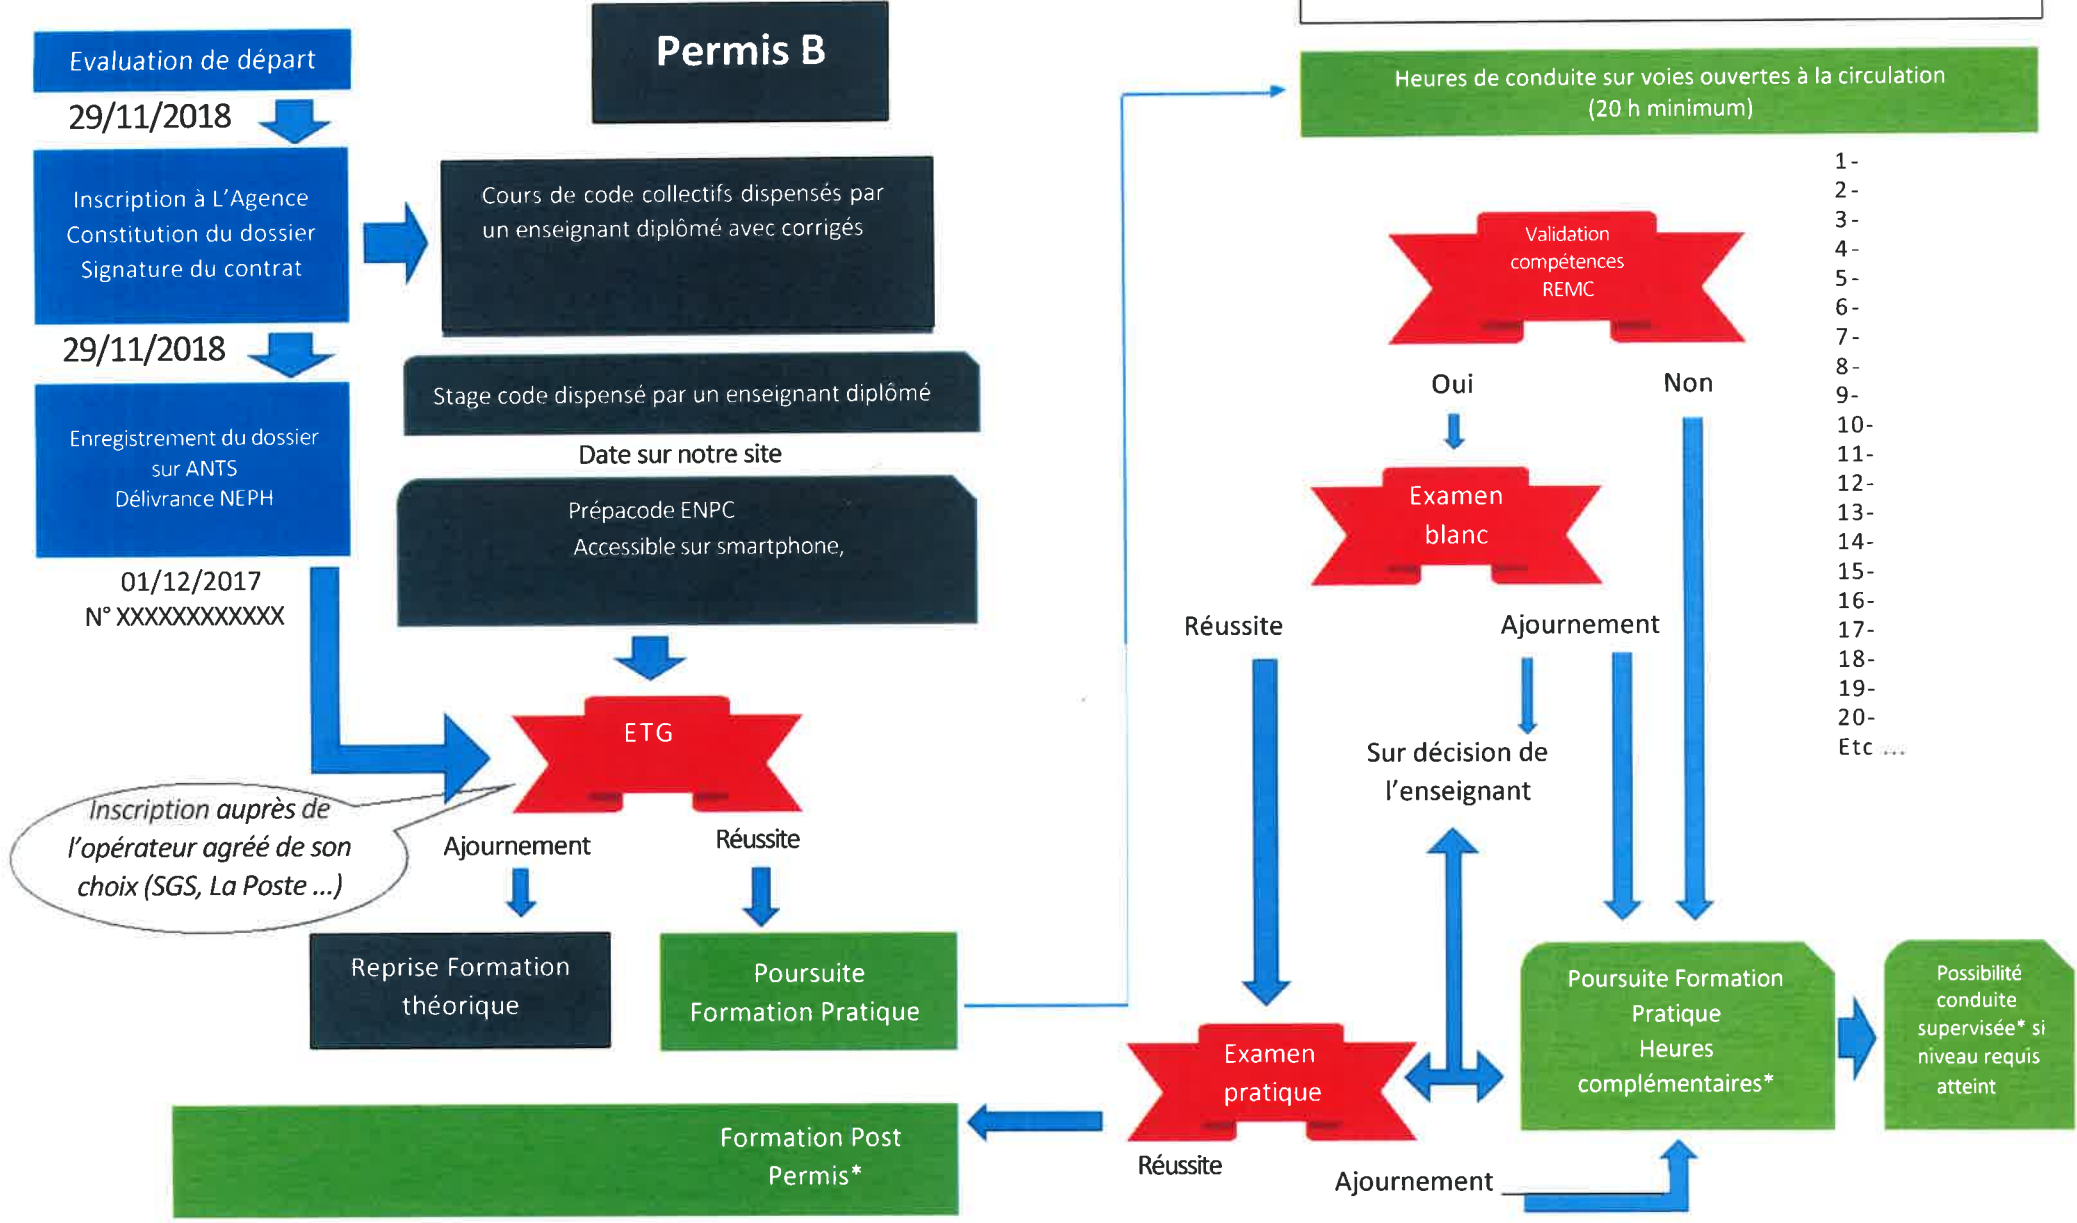 Permis B
Evaluation de départ
29/11/2018
Inscription à L'Agence
Constitution du dossier
Signature du contrat
29/11/2018
Enregistrement du dossier
sur ANTS
Délivrance NEPH
01/12/2017
N° XXXXXXXXXXXX
Cours de code collectifs dispensés par
un enseignant diplômé avec corrigés
Stage code dispensé par un enseignant diplômé
Date sur notre site
Prépacode ENPC
Accessible sur smartphone,
ETG
Inscription auprès de
l'opérateur agréé de son
choix (SGS, La Poste ...)
Ajournement
Réussite
Reprise Formation
théorique
Poursuite
Formation Pratique
Heures de conduite sur voies ouvertes à la circulation
(20 h minimum)
Validation
compétences
REMC
Oui
Non
Examen
blanc
Réussite
Ajournement
Sur décision de
l'enseignant
1-
2-
3-
4-
5-
6-
7-
8-
9-
10-
11-
12-
13-
14-
15-
16-
17-
18-
19-
20-
Etc ...
Examen
pratique
Poursuite Formation
Pratique
Heures
complémentaires*
Possibilité
conduite
supervisée* si
niveau requis
atteint
Réussite
Ajournement
Formation Post
Permis*